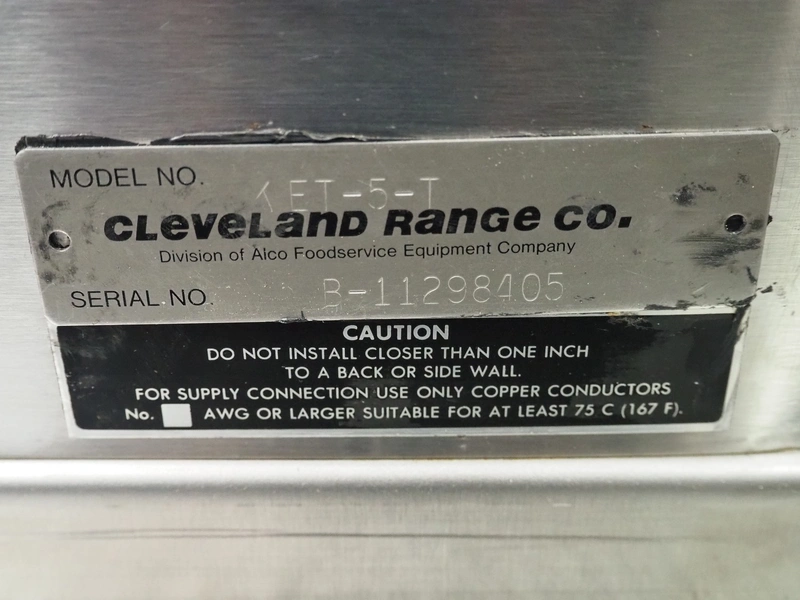 MODEL NO. KET-5-T
CLEVELAND RANGE CO.
Division of Alco Foodservice Equipment Company
SERIAL NO. B-11298405
CAUTION
DO NOT INSTALL CLOSER THAN ONE INCH
TO A BACK OR SIDE WALL.
FOR SUPPLY CONNECTION USE ONLY COPPER CONDUCTORS
No. AWG OR LARGER SUITABLE FOR AT LEAST 75 C (167 F).